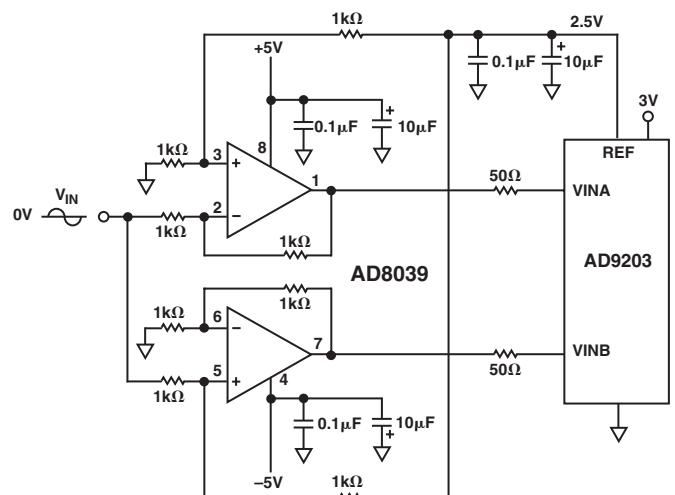 1kΩ
2.5V
+5V
0.1µF
10µF
+
3V
8
0.1µF
10µF
+
REF
1kΩ
3
+
1
50Ω
VINA
VIN
0V
2
–
1kΩ
1kΩ
AD8039
AD9203
1kΩ
1kΩ
6
–
7
VINB
5
+
4
50Ω
1kΩ
0.1µF
10µF
+
–5V
1kΩ